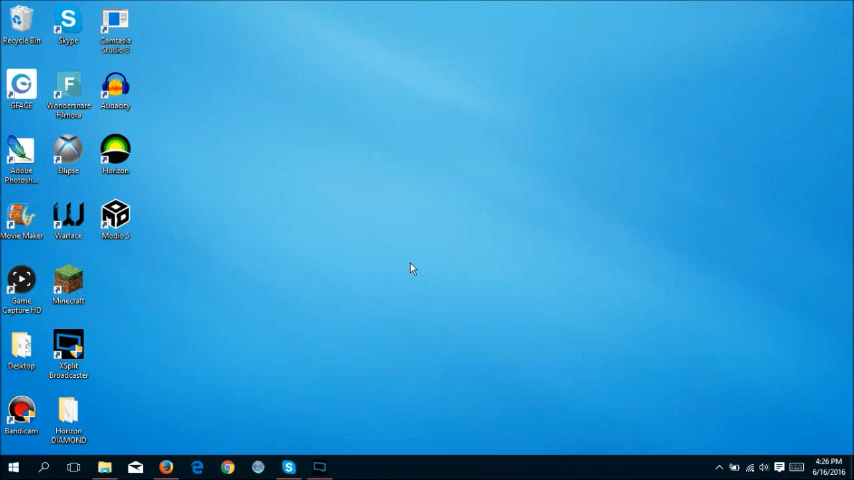 Recycle Bin
Skype
Camtasia
Studio 8
GFACE
Wondershare
Filmora
Audacity
Adobe
Photosh...
Ellipse
Horizon
Movie Maker
Warface
Modio 5
Game
Capture HD
Minecraft
Desktop
XSplit
Broadcaster
Bandicam
Horizon
DIAMOND
4:26 PM
6/16/2016